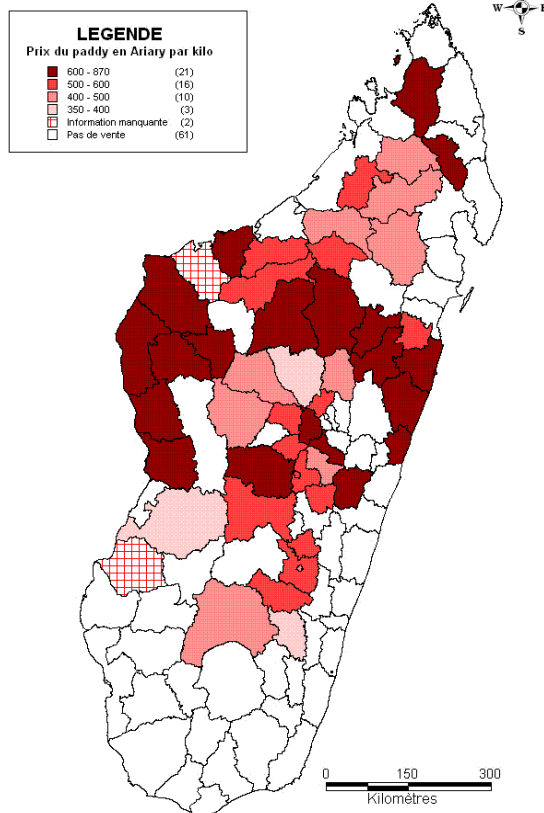 LEGENDE
Prix du paddy en Ariary par kilo
600 - 870 (21)
500 - 600 (16)
400 - 500 (10)
350 - 400 (3)
Information manquante (2)
Pas de vente (61)
W E
S
0 150 300
Kilomètres